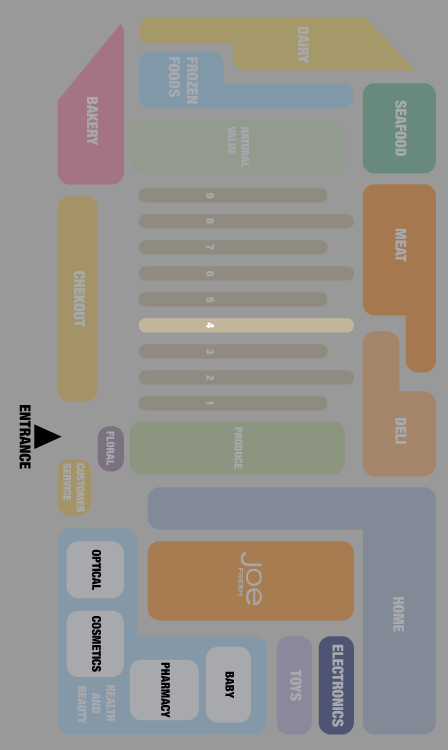 DAIRY
FROZEN
FOODS
BAKERY
NATURAL
VALUE
SEAFOOD
9
8
7
6
5
4
3
2
1
MEAT
CHEKOUT
DELI
ENTRANCE
FLORAL
PRODUCE
CUSTOMER
SERVICE
OPTICAL
COSMETICS
HEALTH
AND
BEAUTY
PHARMACY
BABY
JOE
FRESH
TOYS
ELECTRONICS
HOME